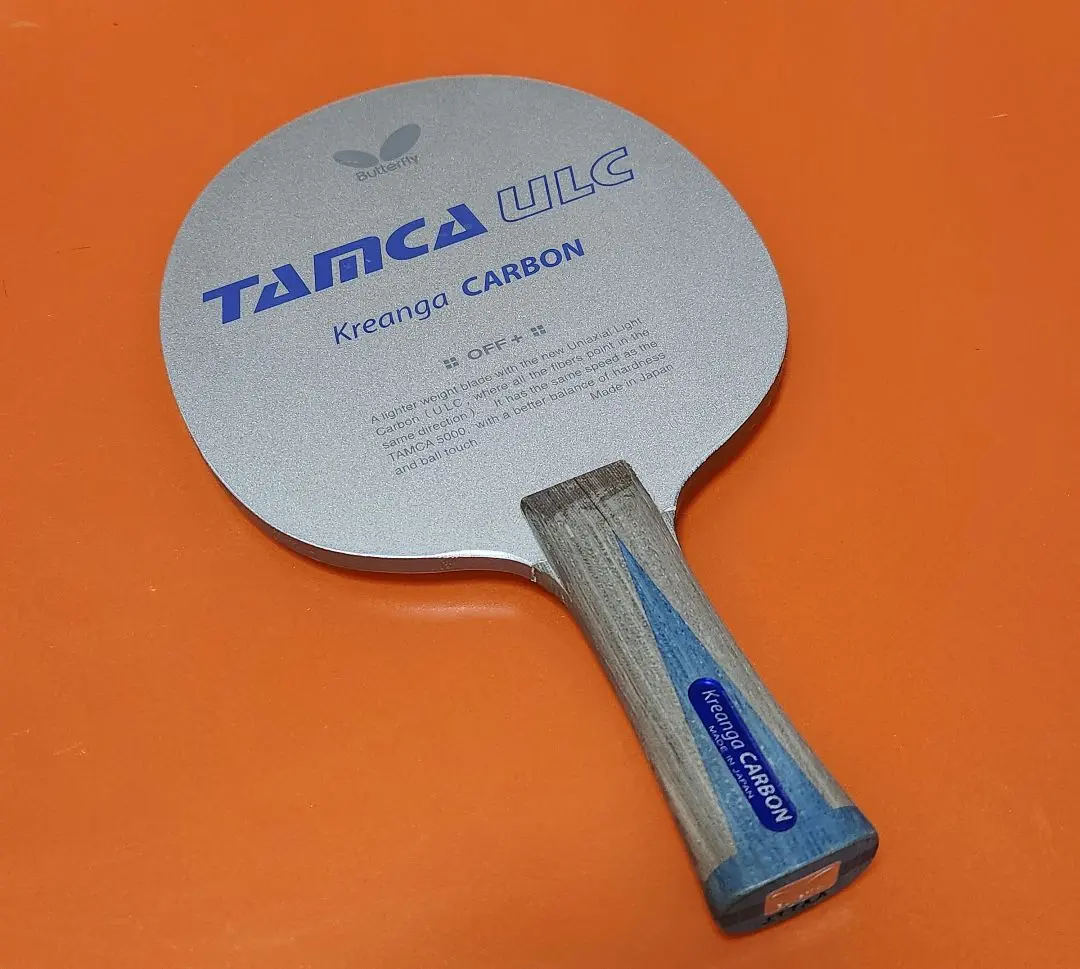 Butterfly
TAMCA ULC
Kreanga CARBON
OFF+
A lighter weight blade with the new Uniaxial Light
Carbon (ULC, where all the fibers point in the
same direction). It has the same speed as the
TAMCA 5000, with a better balance of hardness
and ball touch
Made in Japan
Kreanga CARBON
MADE IN JAPAN
JTTAA